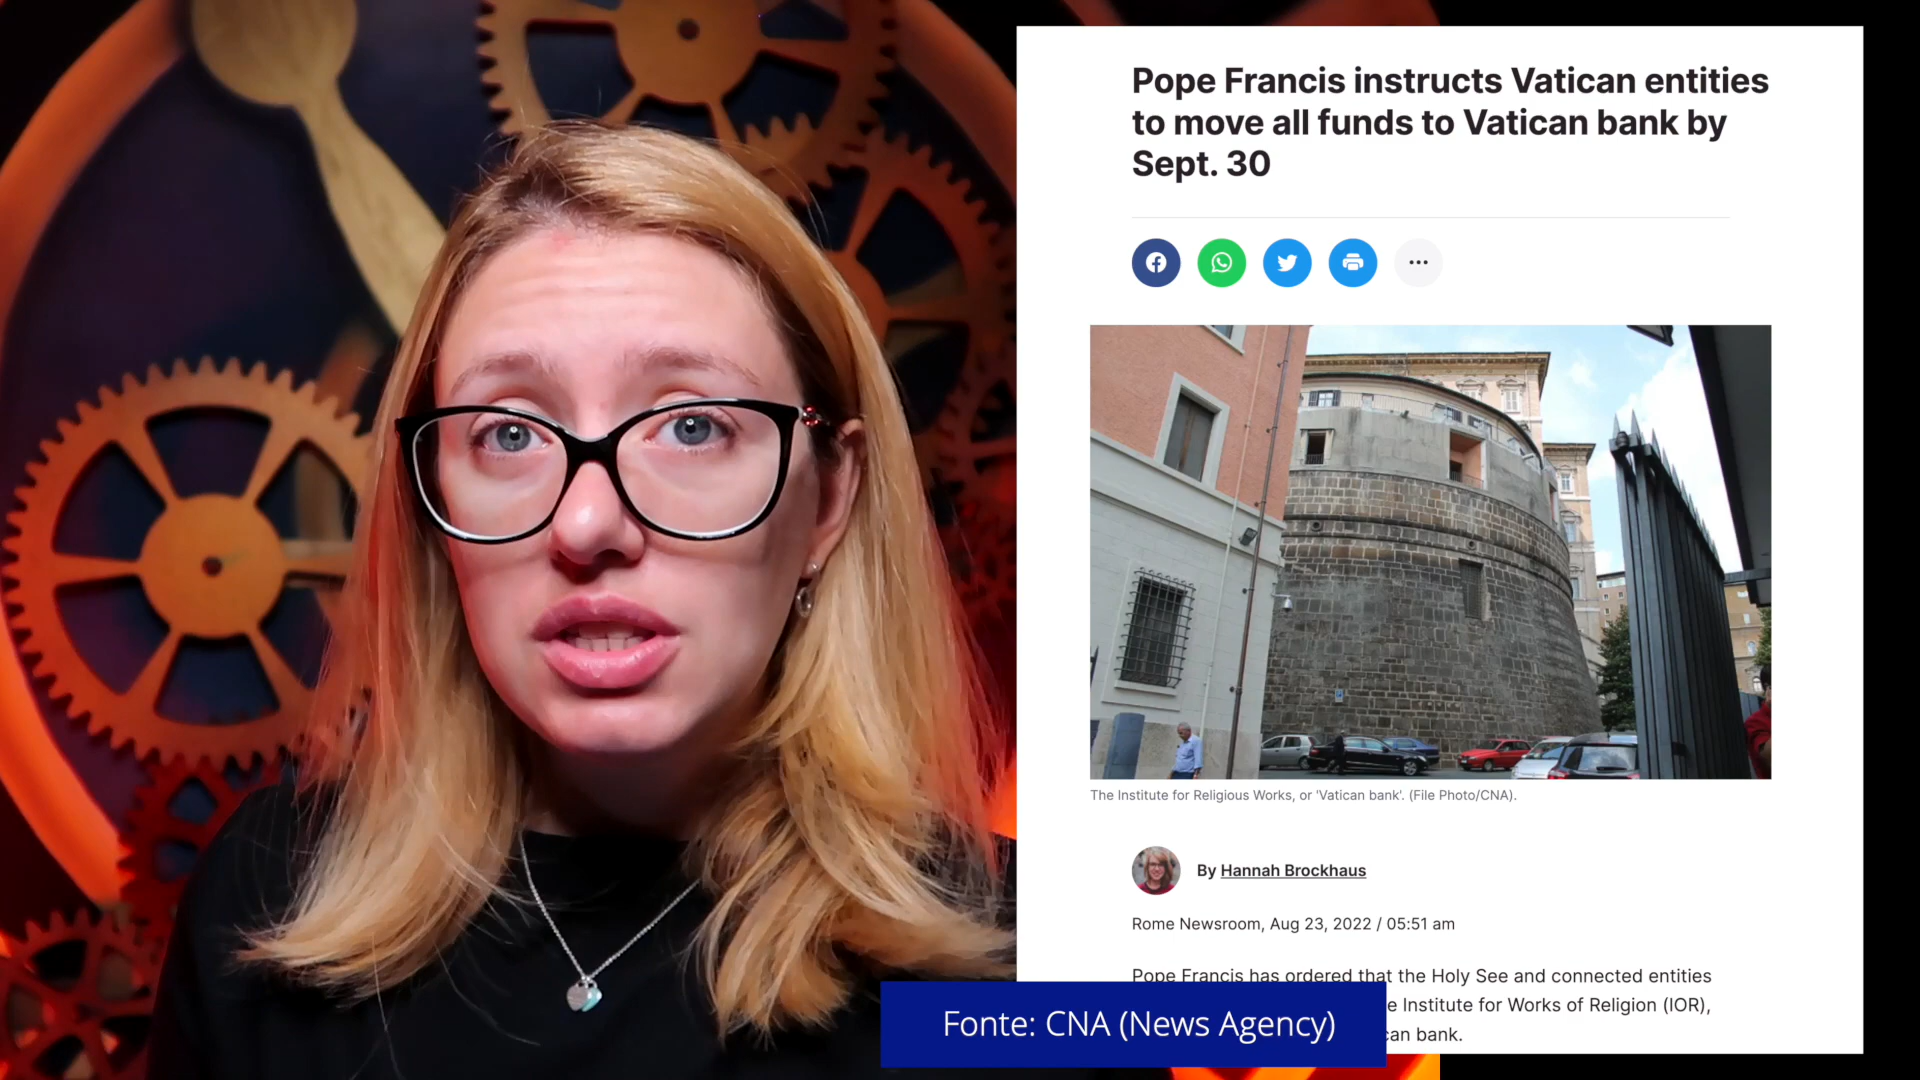 Pope Francis instructs Vatican entities
to move all funds to Vatican bank by
Sept. 30
The Institute for Religious Works, or 'Vatican bank'. (File Photo/CNA).
By Hannah Brockhaus
Rome Newsroom, Aug 23, 2022 / 05:51 am
Pope Francis has ordered that the Holy See and connected entities
e Institute for Works of Religion (IOR),
can bank.
Fonte: CNA (News Agency)